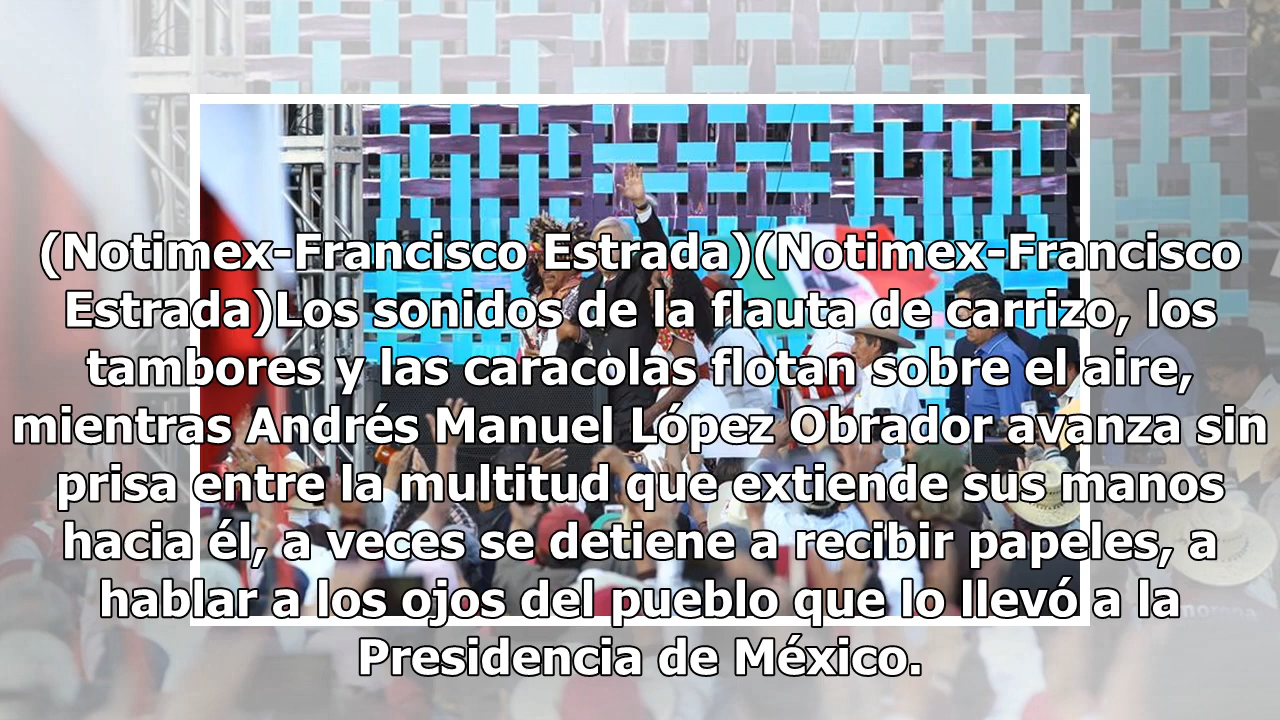 (Notimex-Francisco Estrada)(Notimex-Francisco
Estrada)Los sonidos de la flauta de carrizo, los
tambores y las caracolas flotan sobre el aire,
mientras Andrés Manuel López Obrador avanza sin
prisa entre la multitud que extiende sus manos
hacia él, a veces se detiene a recibir papeles, a
hablar a los ojos del pueblo que lo llevó a la
Presidencia de México.
morena